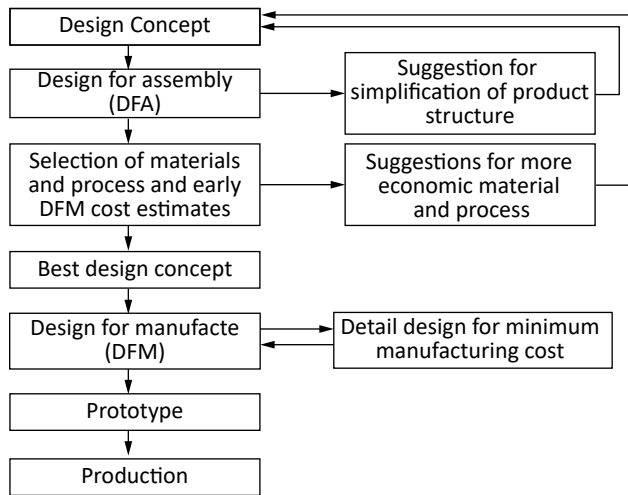 Design Concept
Design for assembly
(DFA)
Suggestion for
simplification of product
structure
Selection of materials
and process and early
DFM cost estimates
Suggestions for more
economic material
and process
Best design concept
Design for manufacte
(DFM)
Detail design for minimum
manufacturing cost
Prototype
Production